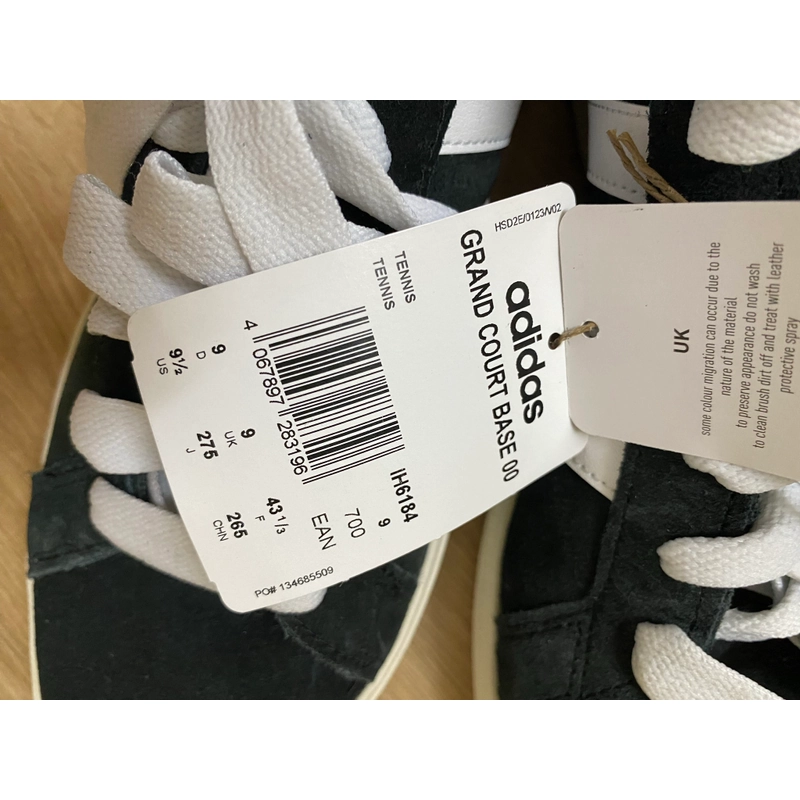 HSD2E/0123/V02
adidas
GRAND COURT BASE 00
TENNIS
TENNIS
4 067897 283196
IH6184
9
700
EAN
9
D
9
UK
43 1/3
F
9½
US
275
J
265
CHN
PO# 134685509
UK
some colour migration can occur due to the
nature of the material
to preserve appearance do not wash
to clean brush dirt off and treat with leather
protective spray